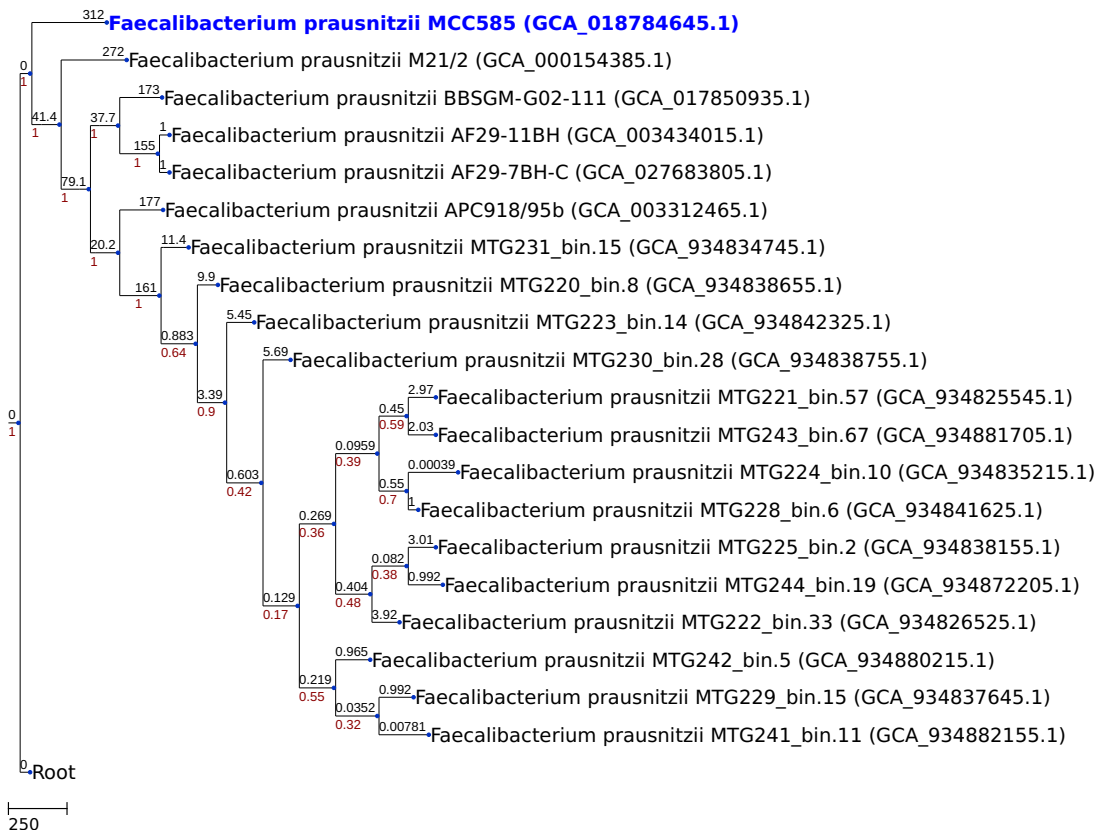 312 Faecalibacterium prausnitzii MCC585 (GCA_018784645.1)
272 Faecalibacterium prausnitzii M21/2 (GCA_000154385.1)
0
1
173 Faecalibacterium prausnitzii BBSGM-G02-111 (GCA_017850935.1)
41.4 37.7
1 1
1 Faecalibacterium prausnitzii AF29-11BH (GCA_003434015.1)
155
1
1 Faecalibacterium prausnitzii AF29-7BH-C (GCA_027683805.1)
79.1
1
177 Faecalibacterium prausnitzii APC918/95b (GCA_003312465.1)
20.2
1
11.4 Faecalibacterium prausnitzii MTG231_bin.15 (GCA_934834745.1)
161
1
9.9 Faecalibacterium prausnitzii MTG220_bin.8 (GCA_934838655.1)
0.883
0.64
5.45 Faecalibacterium prausnitzii MTG223_bin.14 (GCA_934842325.1)
5.69 Faecalibacterium prausnitzii MTG230_bin.28 (GCA_934838755.1)
3.39
0.9
2.97 Faecalibacterium prausnitzii MTG221_bin.57 (GCA_934825545.1)
0.45
0.59
0
1
2.03 Faecalibacterium prausnitzii MTG243_bin.67 (GCA_934881705.1)
0.0959
0.39
0.00039 Faecalibacterium prausnitzii MTG224_bin.10 (GCA_934835215.1)
0.603 0.55
0.42 0.7
1 Faecalibacterium prausnitzii MTG228_bin.6 (GCA_934841625.1)
0.269
0.36
3.01 Faecalibacterium prausnitzii MTG225_bin.2 (GCA_934838155.1)
0.082
0.38
0.992 Faecalibacterium prausnitzii MTG244_bin.19 (GCA_934872205.1)
0.129 0.404
0.17 0.48
3.92 Faecalibacterium prausnitzii MTG222_bin.33 (GCA_934826525.1)
0.965 Faecalibacterium prausnitzii MTG242_bin.5 (GCA_934880215.1)
0.219
0.55
0.992 Faecalibacterium prausnitzii MTG229_bin.15 (GCA_934837645.1)
0.0352
0.32
0.00781 Faecalibacterium prausnitzii MTG241_bin.11 (GCA_934882155.1)
0 Root
250